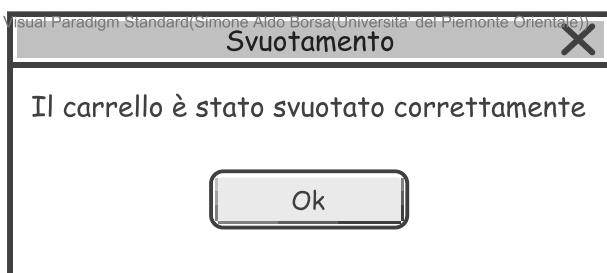 Visual Paradigm Standard(Simone Aldo Borsa(Universita' del Piemonte Orientale))
Svuotamento
Il carrello è stato svuotato correttamente
Ok